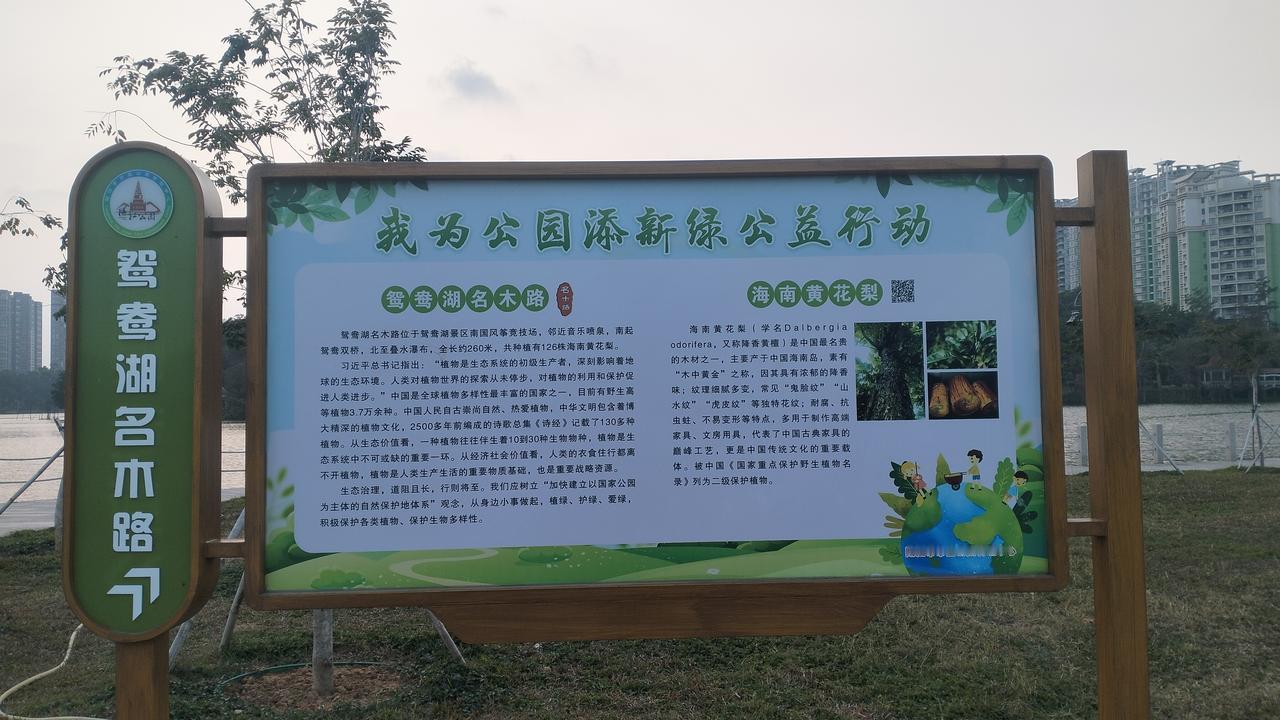 鸳鸯湖名木路
我为公园添新绿公益行动
鸳鸯湖名木路
鸳鸯湖名木路位于鸳鸯湖景区南国风筝竞技场，邻近音乐喷泉，南起
鸳鸯双桥，北至叠水瀑布，全长约260米，共种植有126株海南黄花梨。
习近平总书记指出：“植物是生态系统的初级生产者，深刻影响着地
球的生态环境。人类对植物世界的探索从未停步，对植物的利用和保护促
进人类进步。”中国是全球植物多样性最丰富的国家之一，目前有野生高
等植物3.7万余种。中国人民自古崇尚自然、热爱植物，中华文明包含着博
大精深的植物文化，2500多年前编成的诗歌总集《诗经》记载了130多种
植物。从生态价值看，一种植物往往伴生着10到30种生物物种，植物是生
态系统中不可或缺的重要一环。从经济社会价值看，人类的衣食住行都离
不开植物，植物是人类生产生活的重要物质基础，也是重要战略资源。
生态治理，道阻且长，行则将至。我们应树立“加快建立以国家公园
为主体的自然保护地体系”观念，从身边小事做起，植绿、护绿、爱绿，
积极保护各类植物、保护生物多样性。
海南黄花梨
海南黄花梨（学名Dalbergia
odorifera，又称降香黄檀）是中国最名贵
的木材之一，主要产于中国海南岛，素有
“木中黄金”之称，因其具有浓郁的降香
味；纹理细腻多变，常见“鬼脸纹”“山
水纹”“虎皮纹”等独特花纹；耐腐、抗
虫蛀、不易变形等特点，多用于制作高端
家具、文房用具，代表了中国古典家具的
巅峰工艺，更是中国传统文化的重要载
体。被中国《国家重点保护野生植物名
录》列为二级保护植物。